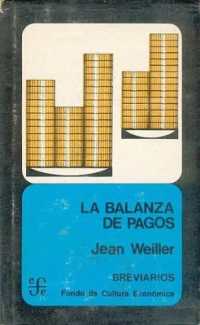 LA BALANZA
DE PAGOS
Jean Weiller
BREVIARIOS
Fondo de Cultura Económica